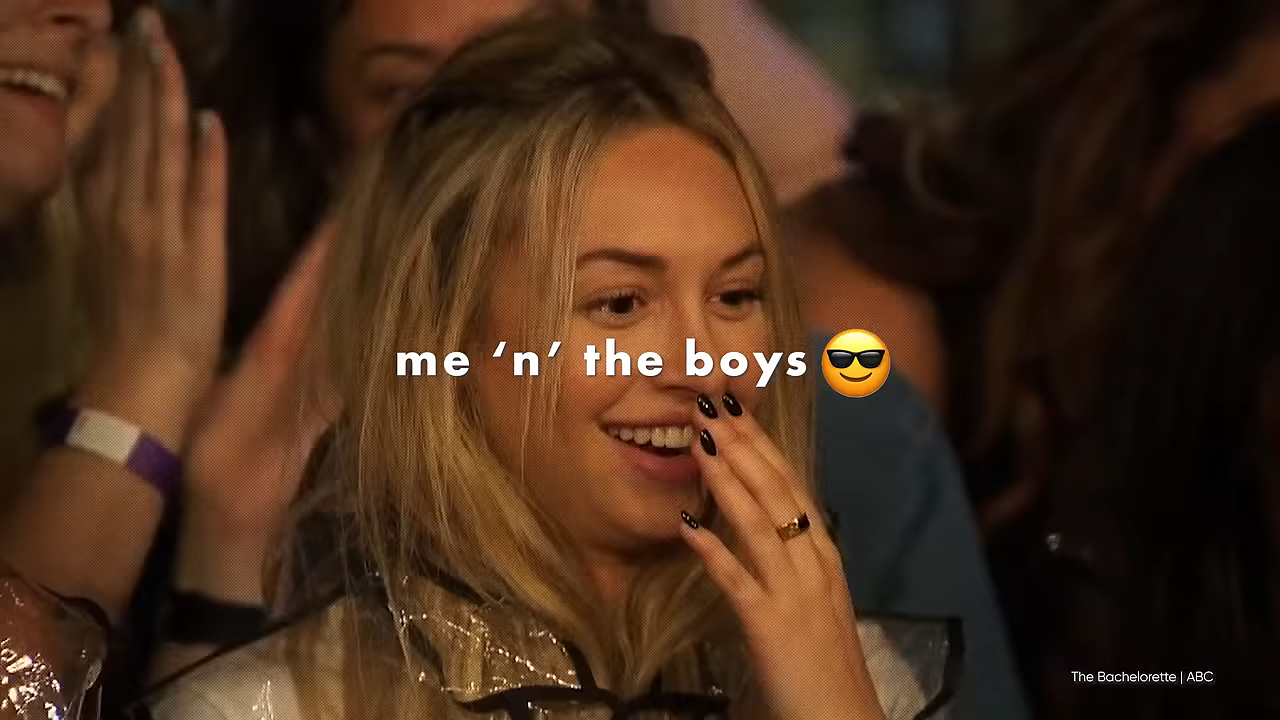 me ‘n’ the boys 😎
The Bachelorette | ABC